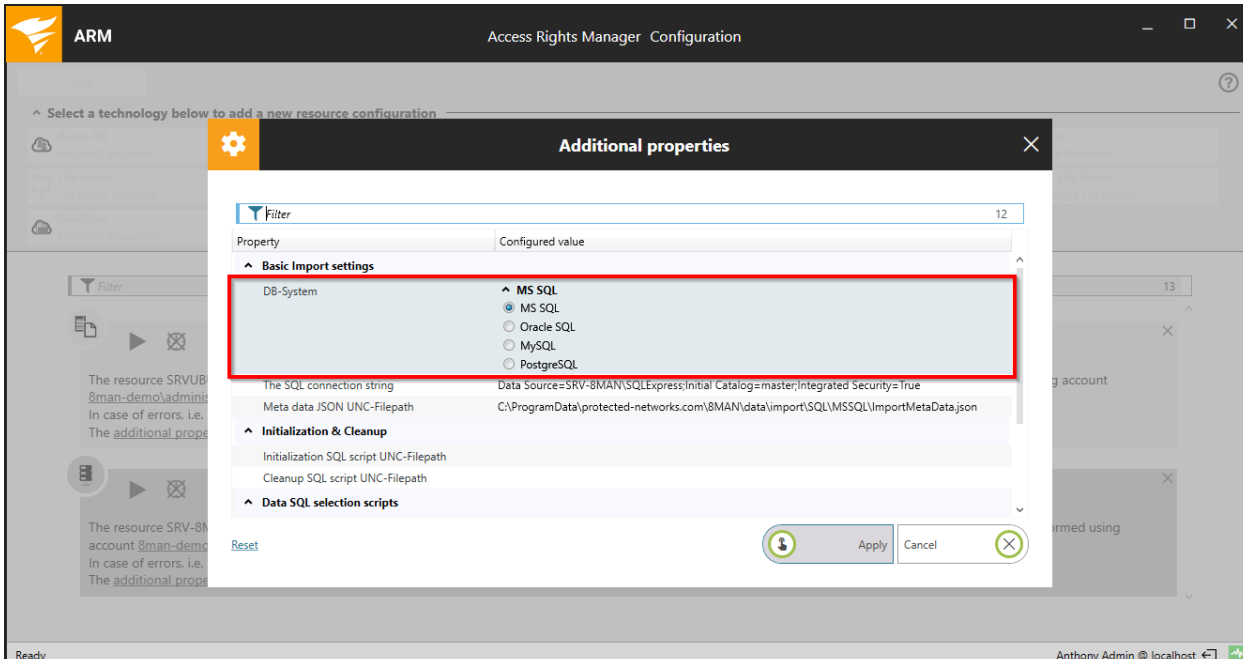 ARM
Access Rights Manager Configuration
Select a technology below to add a new resource configuration
Additional properties
Filter
12
Property
Configured value
Basic Import settings
DB-System
MS SQL
MS SQL
Oracle SQL
MySQL
PostgreSQL
The SQL connection string
Data Source=SRV-8MAN\SQLExpress;Initial Catalog=master;Integrated Security=True
Meta data JSON UNC-Filepath
C:\ProgramData\protected-networks.com\8MAN\data\import\SQL\MSSQL\ImportMetaData.json
Initialization & Cleanup
Initialization SQL script UNC-Filepath
Cleanup SQL script UNC-Filepath
Data SQL selection scripts
Reset
Apply
Cancel
Filter
13
The resource SRVUB
g account
8man-demo\adminis
In case of errors, i.e.
The additional prope
The resource SRV-8M
rmed using
account 8man-demo
In case of errors, i.e.
The additional prope
Ready
Anthony Admin @ localhost